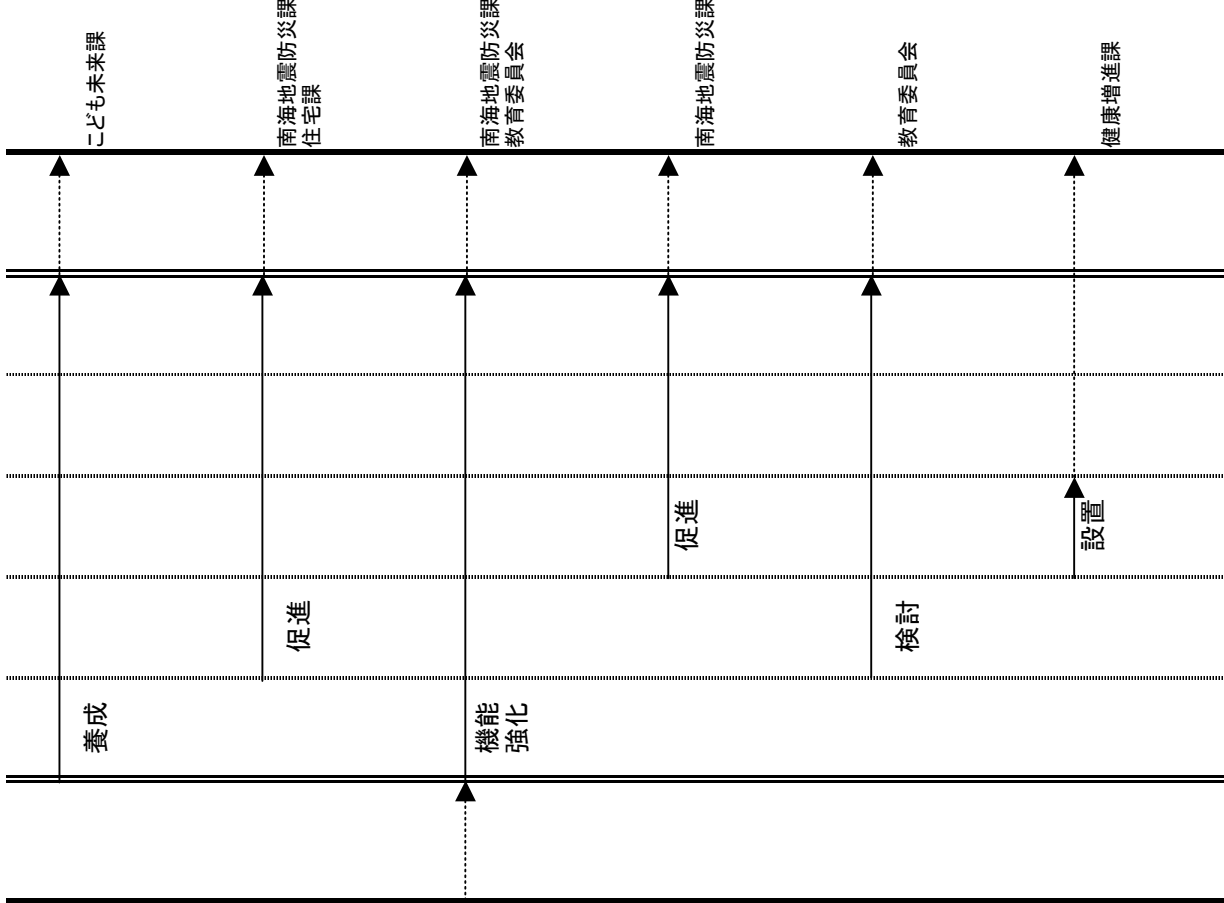 こども未来課
養成
南海地震防災課
住宅課
促進
南海地震防災課
教育委員会
機能
強化
南海地震防災課
促進
教育委員会
検討
健康増進課
設置